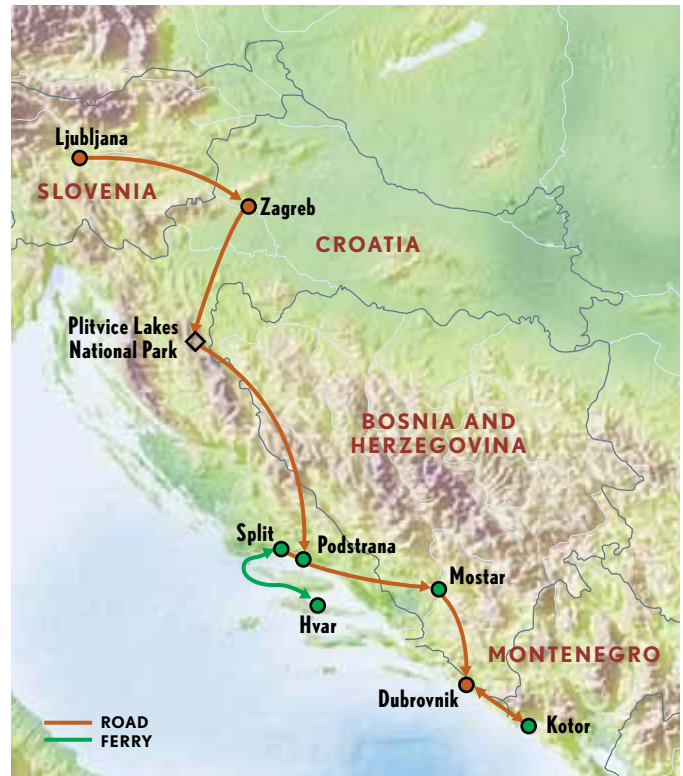 Ljubljana
SLOVENIA
Zagreb
CROATIA
Plitvice Lakes
National Park
BOSNIA AND
HERZEGOVINA
Split
Podstrana
Mostar
Hvar
MONTENEGRO
Dubrovnik
Kotor
ROAD
FERRY